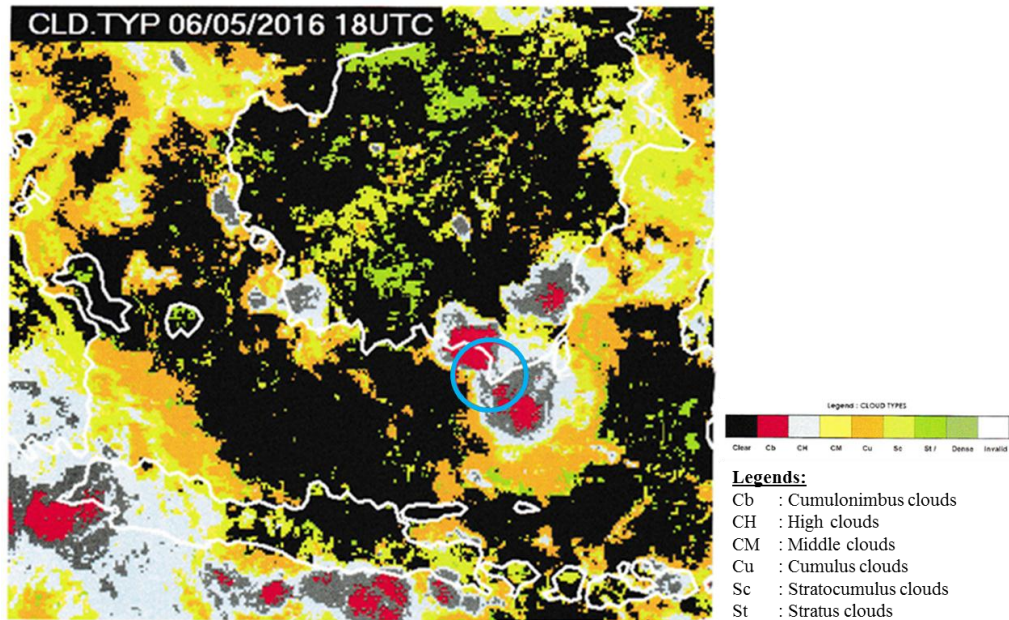 CLD.TYP 06/05/2016 18UTC
Legend : CLOUD TYPES
Clear Cb CH CM Cu Sc St / Dense Invalid
Legends:
Cb : Cumulonimbus clouds
CH : High clouds
CM : Middle clouds
Cu : Cumulus clouds
Sc : Stratocumulus clouds
St : Stratus clouds